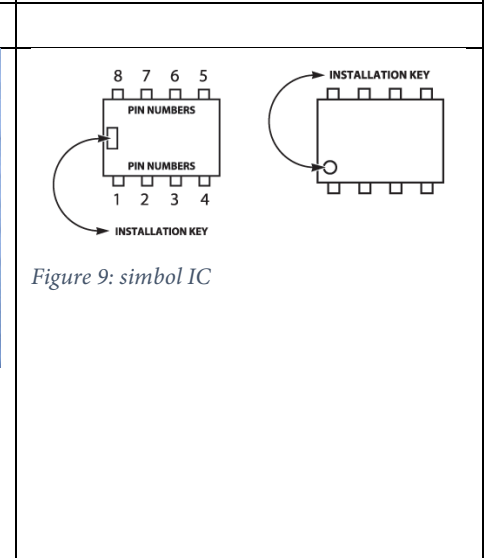 8 7 6 5
PIN NUMBERS
PIN NUMBERS
1 2 3 4
INSTALLATION KEY
INSTALLATION KEY
Figure 9: simbol IC